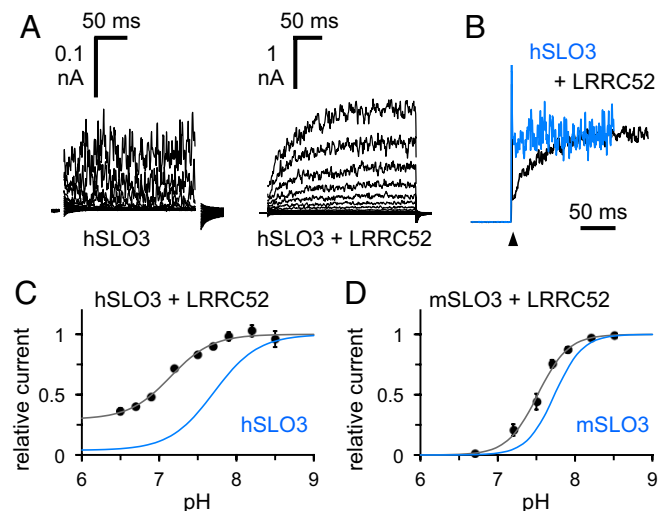 A
50 ms
0.1
nA
hSLO3
50 ms
1
nA
hSLO3 + LRRC52
B
hSLO3
+ LRRC52
50 ms
C
hSLO3 + LRRC52
relative current
1
0.5
0
hSLO3
6
7
8
9
pH
D
mSLO3 + LRRC52
relative current
1
0.5
0
mSLO3
6
7
8
9
pH